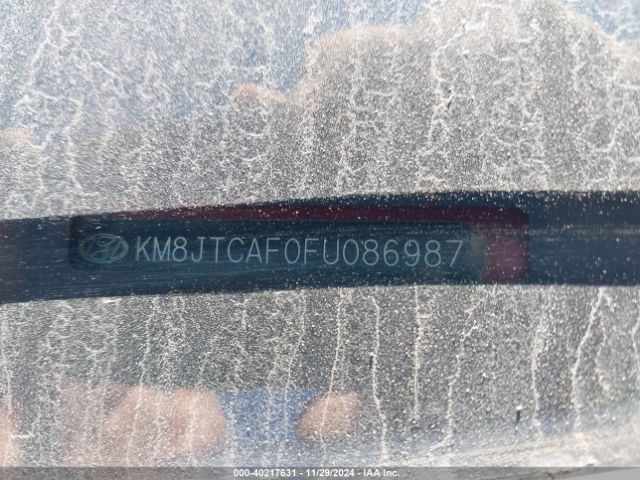 KM8JTCAF0FU086987
000-40217631 - 11/29/2024 - IAA Inc.